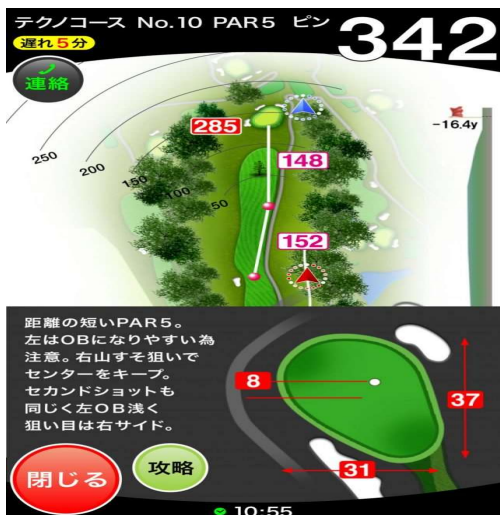 テクノコース No.10 PAR5 ピン 342
遅れ5分
連絡
285
-16.4y
148
250
200
150
100
50
152
距離の短いPAR5。
左はOBになりやすい為
注意。右山すそ狙いで
センターをキープ。
セカンドショットも
同じく左OB浅く
狙い目は右サイド。
8
37
31
閉じる
攻略
10:55